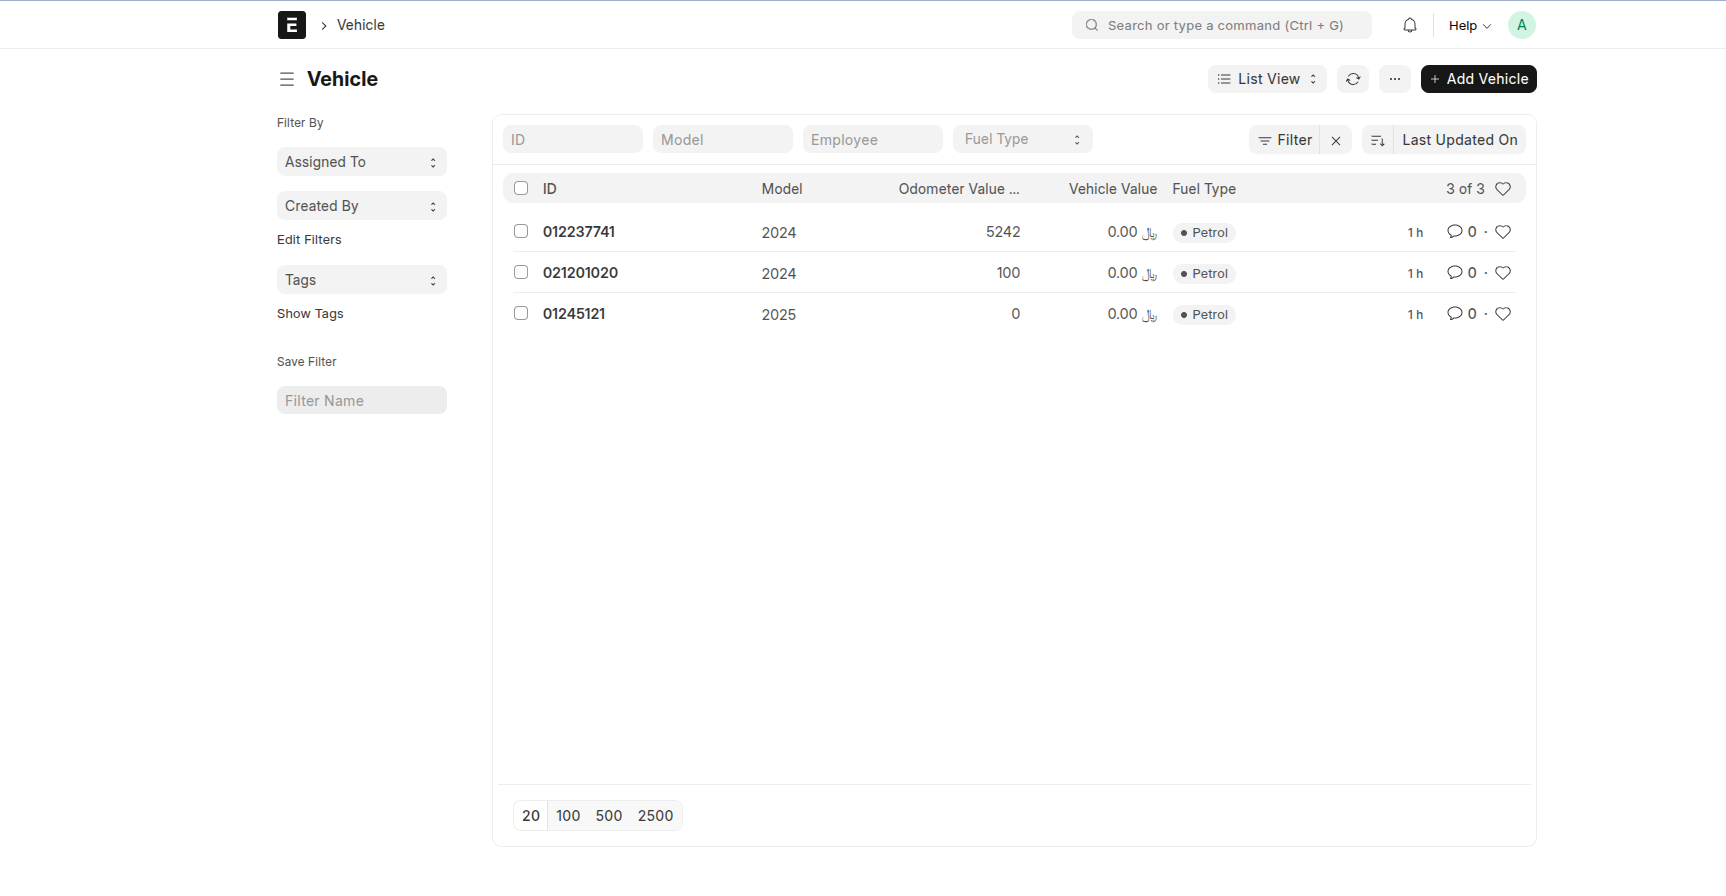 E Vehicle Search or type a command (Ctrl + G) Help A
Vehicle List View ... + Add Vehicle
Filter By
Assigned To
Created By
Edit Filters
Tags
Show Tags
Save Filter
Filter Name
ID Model Employee Fuel Type Filter Last Updated On
ID Model Odometer Value ... Vehicle Value Fuel Type 3 of 3
012237741 2024 5242 0.00 ﷼ Petrol 1 h 0 ·
021201020 2024 100 0.00 ﷼ Petrol 1 h 0 ·
01245121 2025 0 0.00 ﷼ Petrol 1 h 0 ·
20 100 500 2500